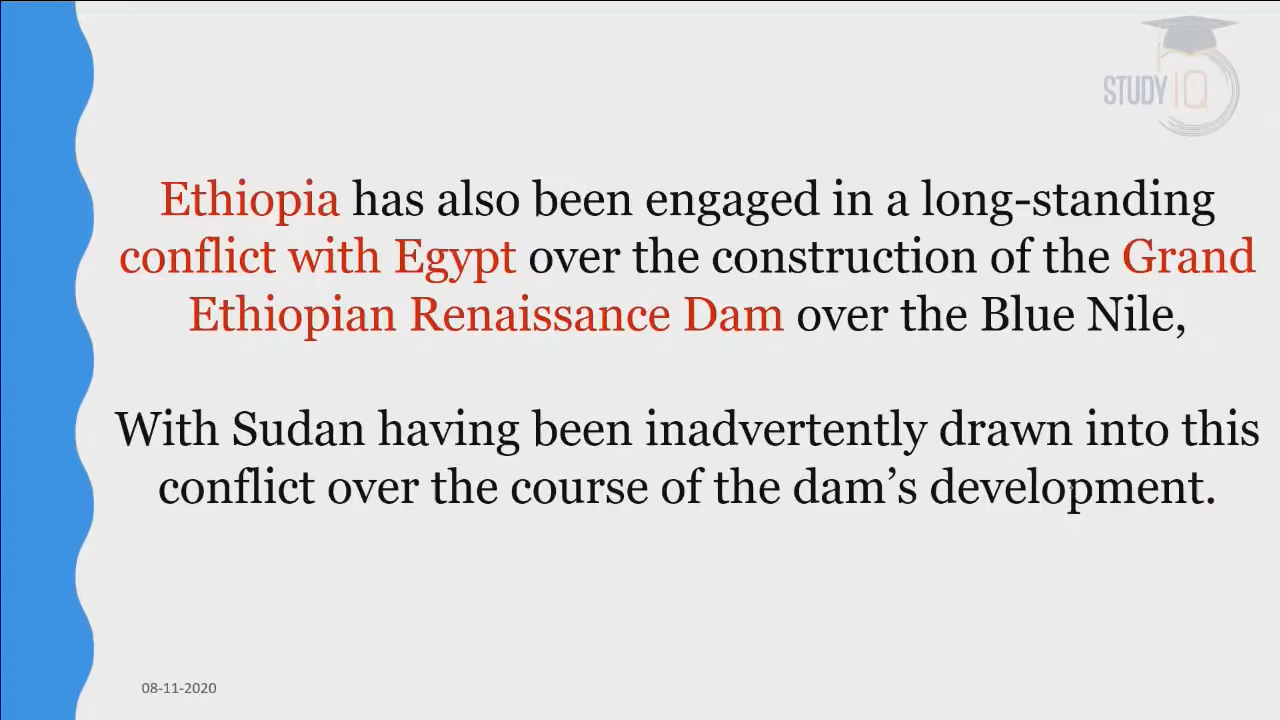 STUDY IQ
Ethiopia has also been engaged in a long-standing
conflict with Egypt over the construction of the Grand
Ethiopian Renaissance Dam over the Blue Nile,
With Sudan having been inadvertently drawn into this
conflict over the course of the dam’s development.
08-11-2020